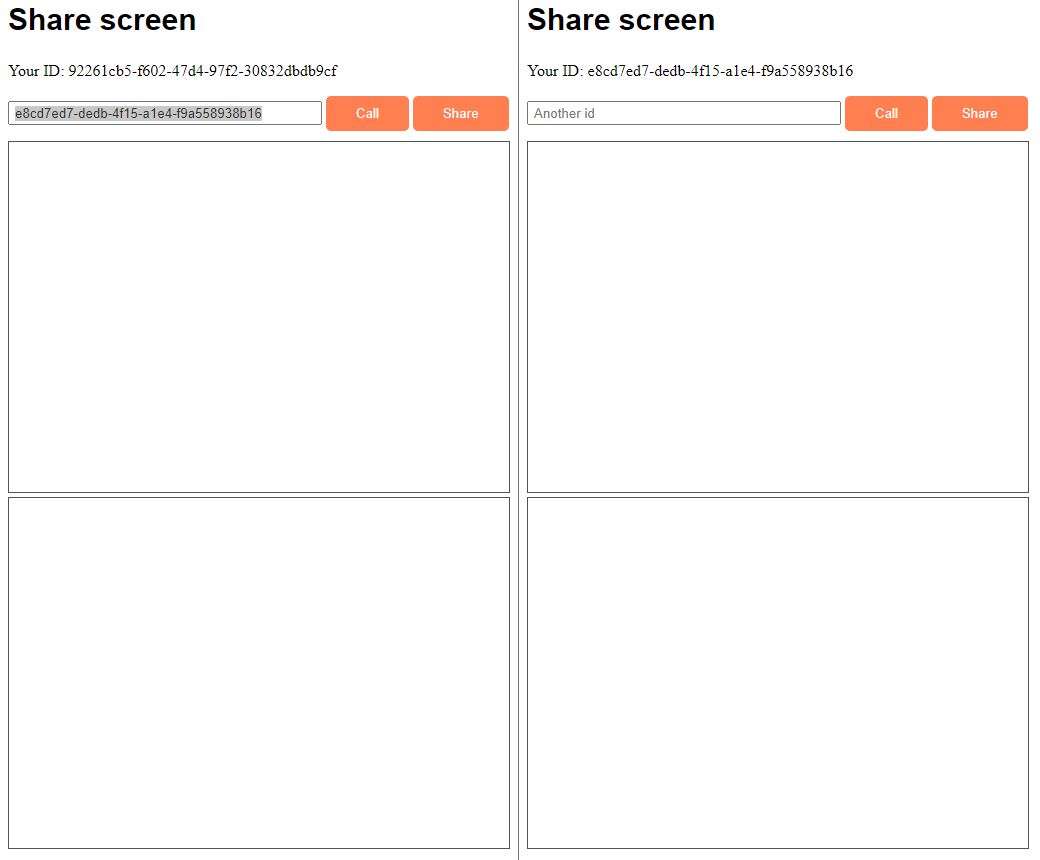 Share screen
Your ID: 92261cb5-f602-47d4-97f2-30832dbdb9cf
e8cd7ed7-dedb-4f15-a1e4-f9a558938b16 Call Share
Share screen
Your ID: e8cd7ed7-dedb-4f15-a1e4-f9a558938b16
Another id Call Share